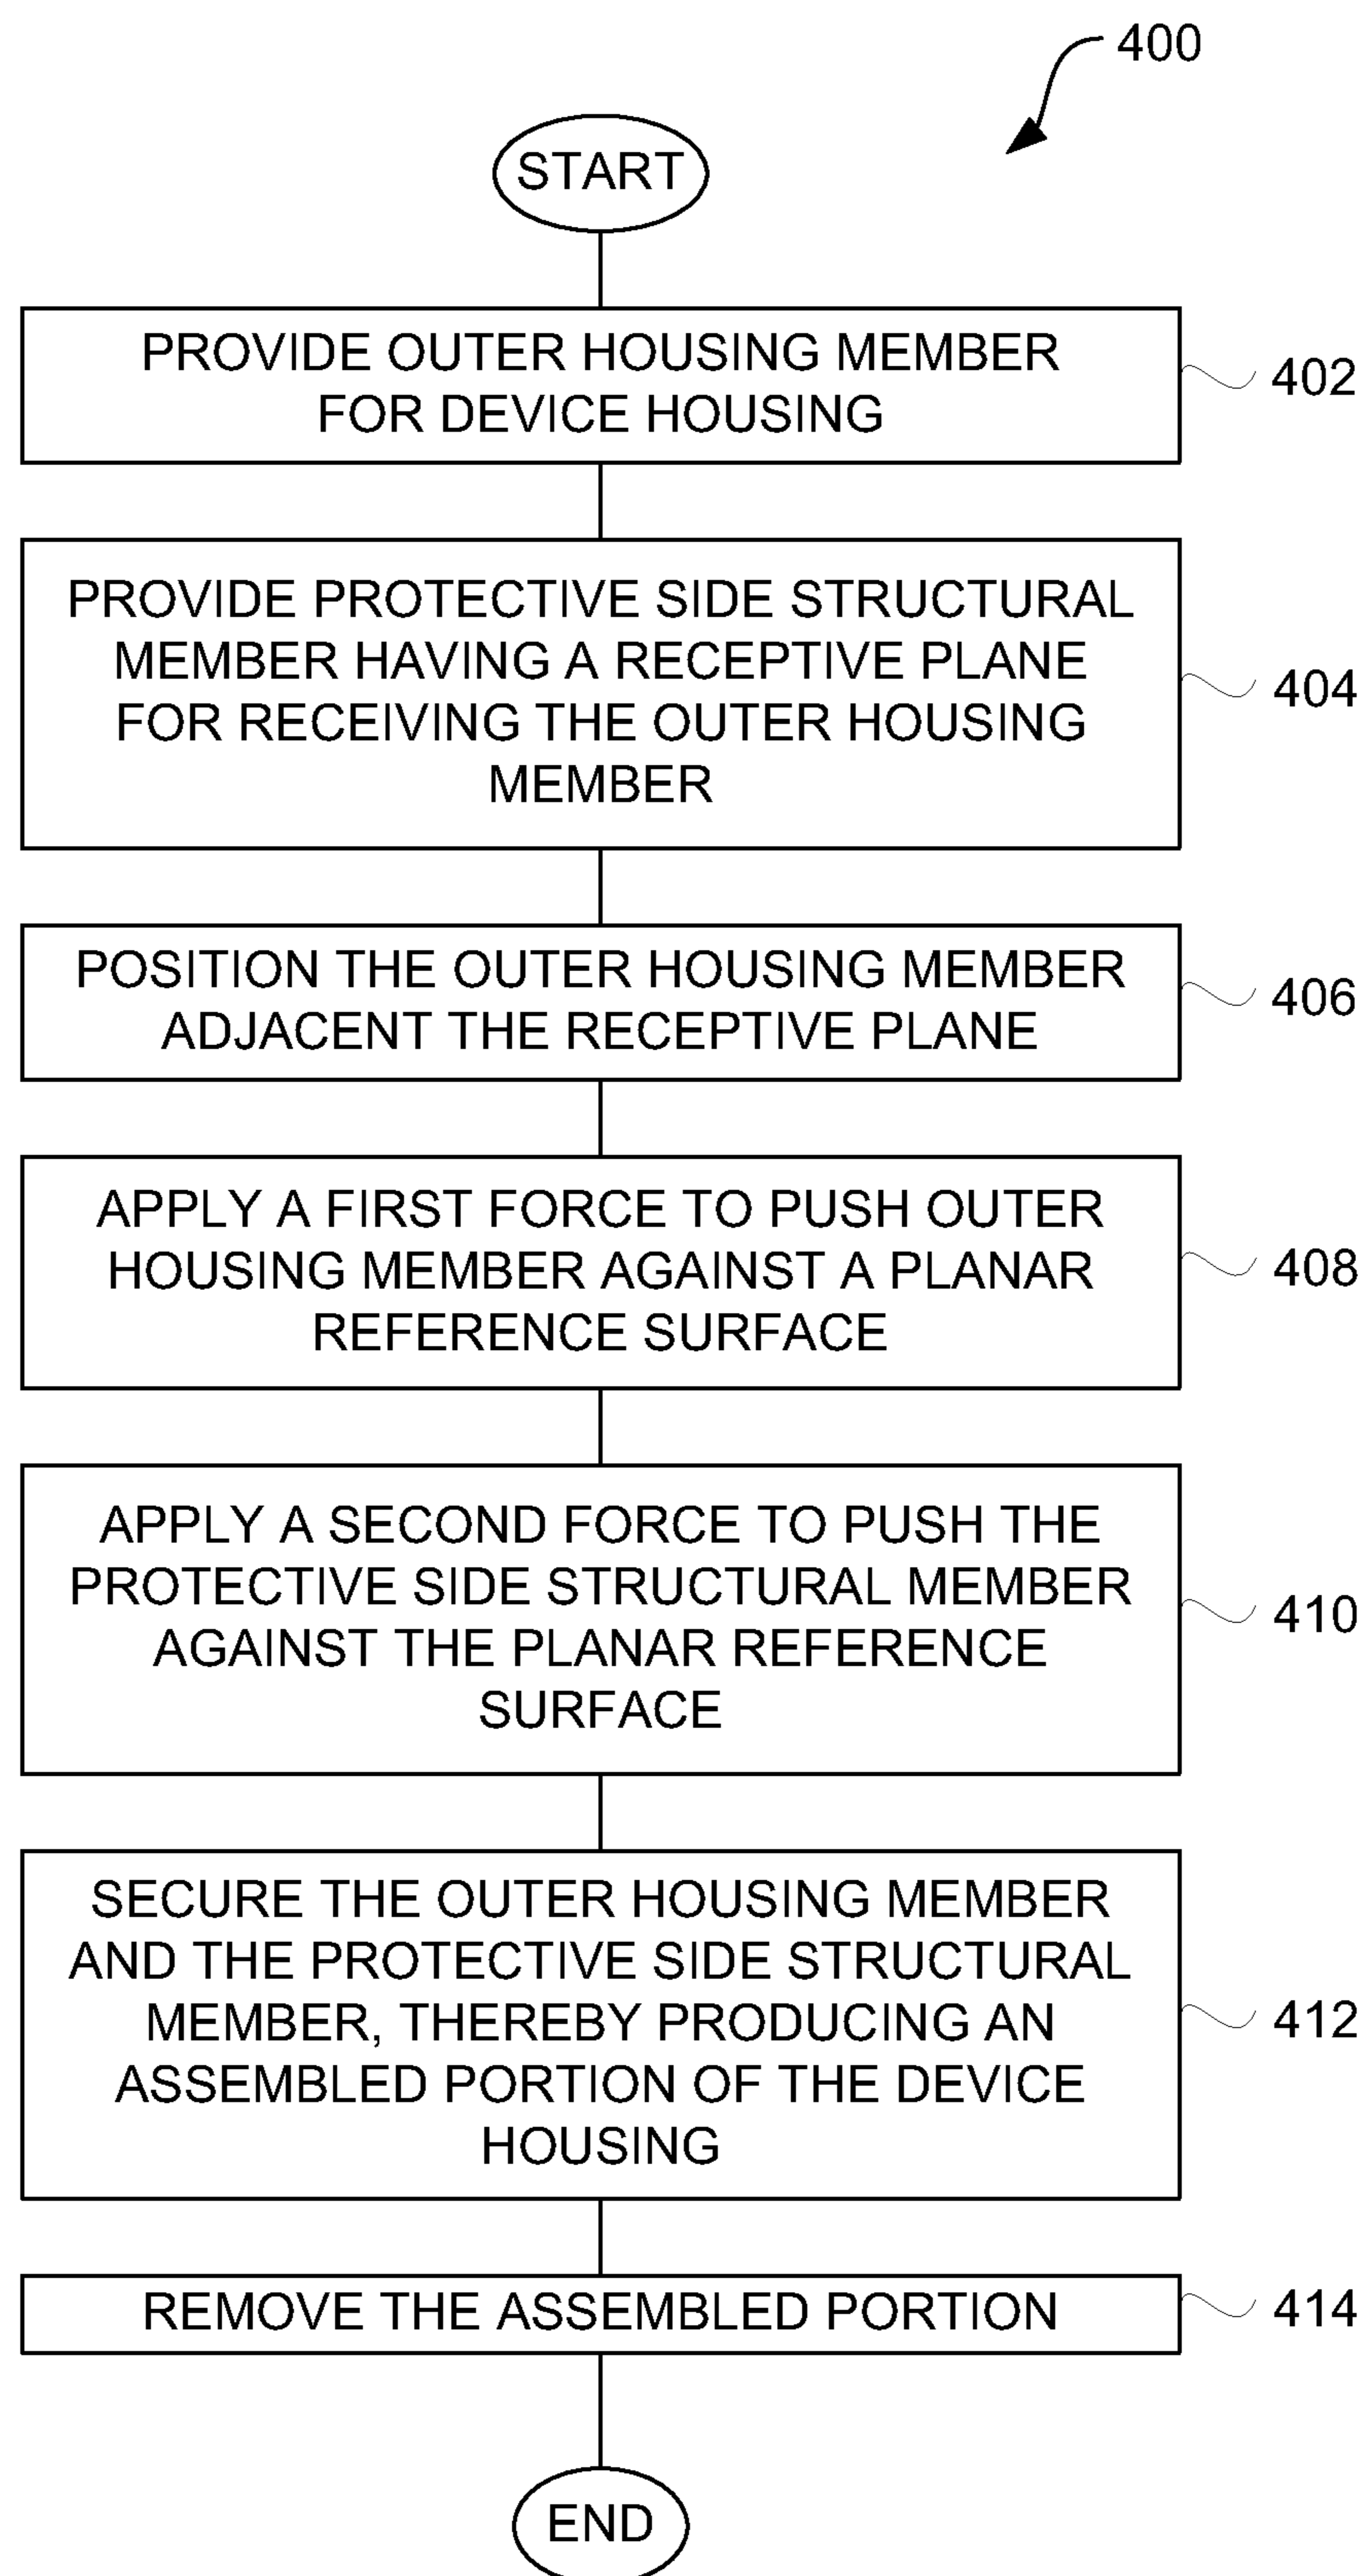 400
START
PROVIDE OUTER HOUSING MEMBER
FOR DEVICE HOUSING
402
PROVIDE PROTECTIVE SIDE STRUCTURAL
MEMBER HAVING A RECEPTIVE PLANE
FOR RECEIVING THE OUTER HOUSING
MEMBER
404
POSITION THE OUTER HOUSING MEMBER
ADJACENT THE RECEPTIVE PLANE
406
APPLY A FIRST FORCE TO PUSH OUTER
HOUSING MEMBER AGAINST A PLANAR
REFERENCE SURFACE
408
APPLY A SECOND FORCE TO PUSH THE
PROTECTIVE SIDE STRUCTURAL MEMBER
AGAINST THE PLANAR REFERENCE
SURFACE
410
SECURE THE OUTER HOUSING MEMBER
AND THE PROTECTIVE SIDE STRUCTURAL
MEMBER, THEREBY PRODUCING AN
ASSEMBLED PORTION OF THE DEVICE
HOUSING
412
REMOVE THE ASSEMBLED PORTION
414
END